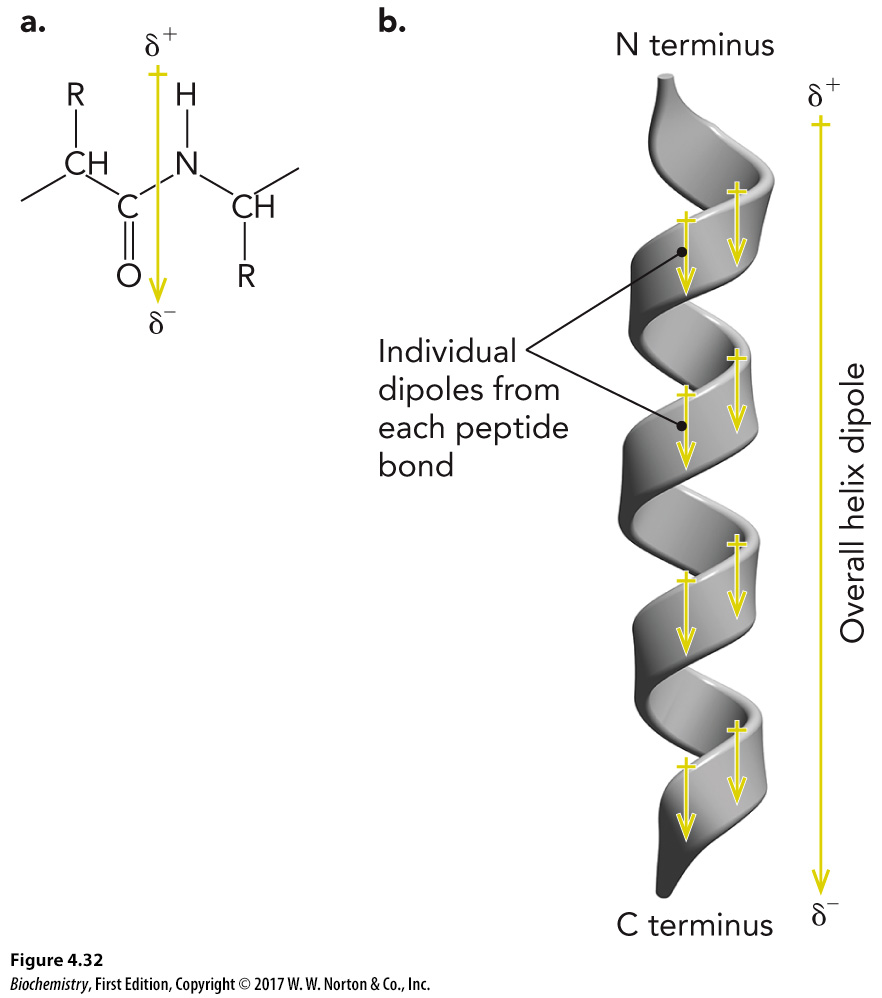 a.
δ+
R
H
CH
N
C
CH
O
R
δ−
b.
N terminus
δ+
Individual
dipoles from
each peptide
bond
Overall helix dipole
C terminus
δ−
Figure 4.32
Biochemistry, First Edition, Copyright © 2017 W. W. Norton & Co., Inc.